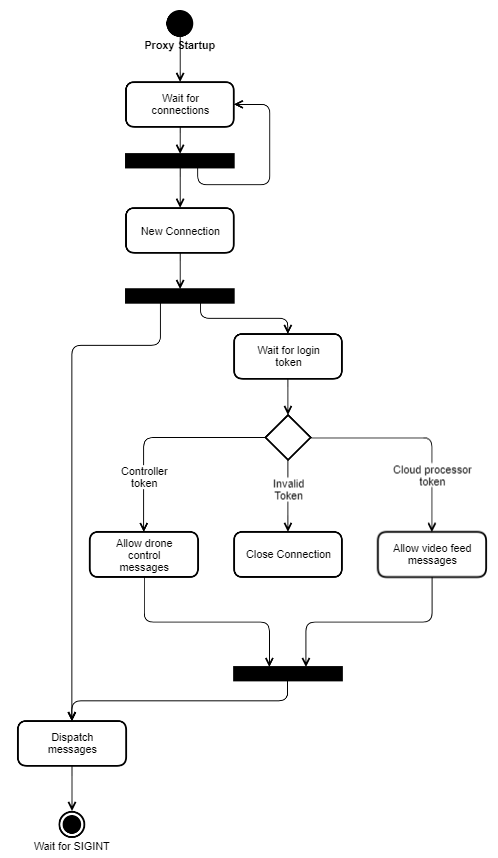 Proxy Startup
Wait for
connections
New Connection
Wait for login
token
Controller
token
Invalid
Token
Cloud processor
token
Allow drone
control
messages
Close Connection
Allow video feed
messages
Dispatch
messages
Wait for SIGINT